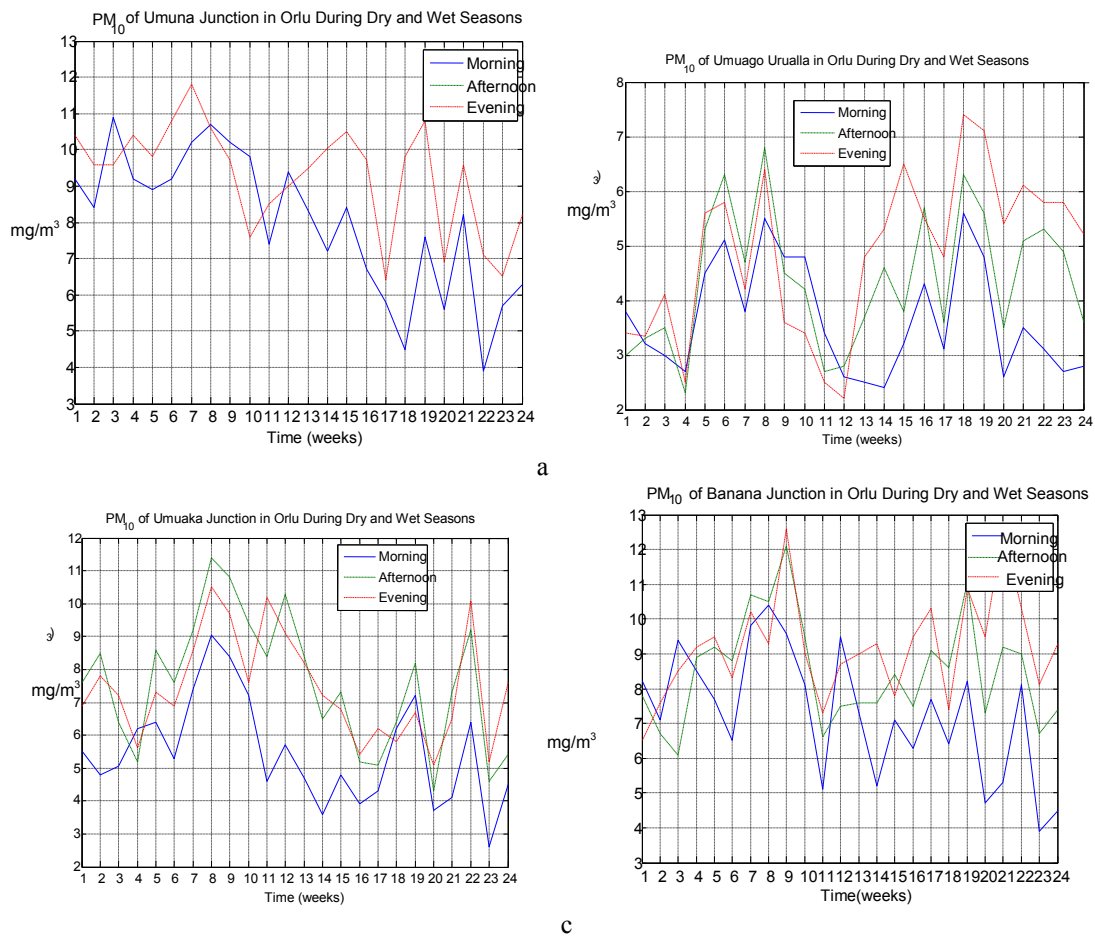 PM10 of Umuna Junction in Orlu During Dry and Wet Seasons
13
12
11
10
9
8
7
6
5
4
3
mg/m3
Morning
Afternoon
Evening
1 2 3 4 5 6 7 8 9 10 11 12 13 14 15 16 17 18 19 20 21 22 23 24
Time (weeks)
PM10 of Umuago Urualla in Orlu During Dry and Wet Seasons
8
7
6
5
4
3
2
3)
mg/m3
Morning
Afternoon
Evening
1 2 3 4 5 6 7 8 9 10 11 12 13 14 15 16 17 18 19 20 21 22 23 24
Time (weeks)
a
PM10 of Umuaka Junction in Orlu During Dry and Wet Seasons
12
11
10
9
8
7
6
5
4
3
2
3)
mg/m3
Morning
Afternoon
Evening
1 2 3 4 5 6 7 8 9 10 11 12 13 14 15 16 17 18 19 20 21 22 23 24
Time (weeks)
PM10 of Banana Junction in Orlu During Dry and Wet Seasons
13
12
11
10
9
8
7
6
5
4
3
mg/m3
Morning
Afternoon
Evening
1 2 3 4 5 6 7 8 9 10 11 12 13 14 15 16 17 18 19 20 21 22 23 24
Time(weeks)
c